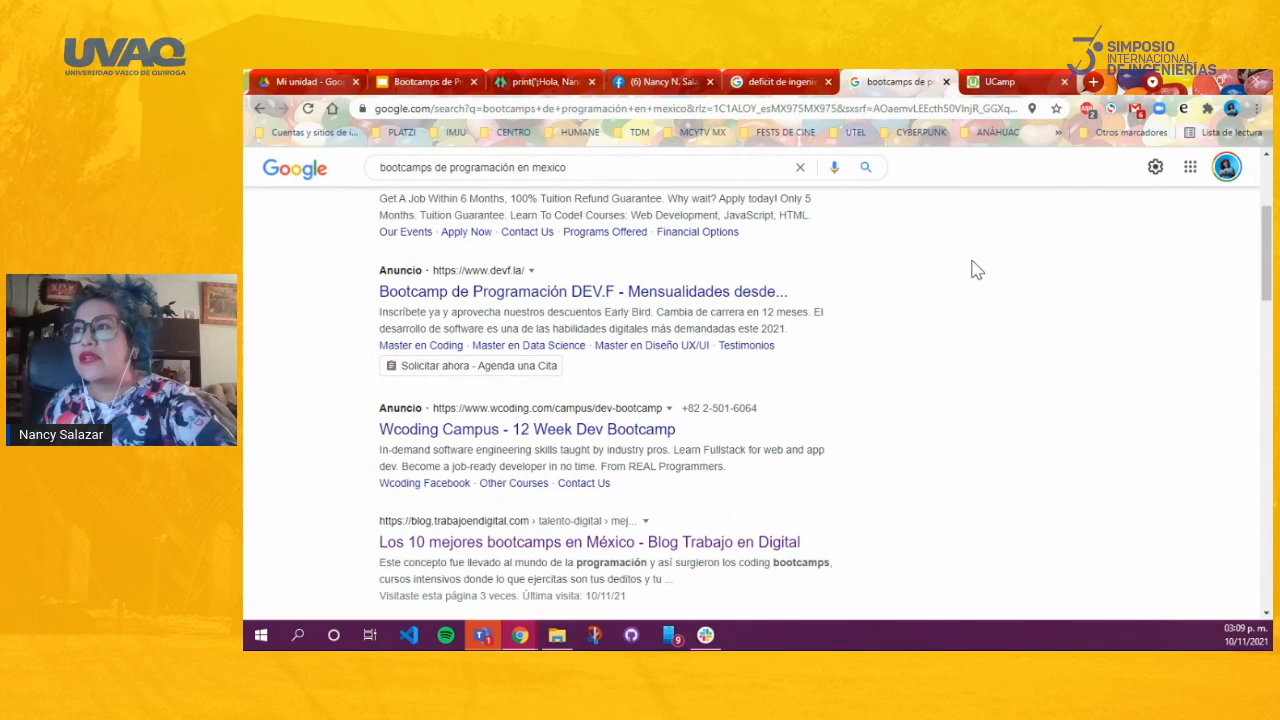 UVAQ
UNIVERSIDAD VASCO DE QUIROGA
3er SIMPOSIO
INTERNACIONAL
DE INGENIERÍAS
Mi unidad - Goo
Bootcamps de P
print('¡Hola, Nanc
(6) Nancy N. Sala
deficit de ingenie
bootcamps de p
UCamp
google.com/search?q=bootcamps+de+programación+en+mexico&rlz=1C1ALOY_esMX975MX975&sxsrf=AOaemvLEEcth50VlnjR_GGXq...
Cuentas y sitios de i...
PLATZI
IMJU
CENTRO
HUMANE
TDM
MCYTV MX
FESTS DE CINE
UTEL
CYBERPUNK
ANÁHUAC
»
Otros marcadores
Lista de lectura
Google
bootcamps de programación en mexico
Get A Job Within 6 Months, 100% Tuition Refund Guarantee. Why wait? Apply today! Only 5
Months. Tuition Guarantee. Learn To Code! Courses: Web Development, JavaScript, HTML.
Our Events · Apply Now · Contact Us · Programs Offered · Financial Options
Anuncio · https://www.devf.la/
Bootcamp de Programación DEV.F - Mensualidades desde...
Inscríbete ya y aprovecha nuestros descuentos Early Bird. Cambia de carrera en 12 meses. El
desarrollo de software es una de las habilidades digitales más demandadas este 2021.
Master en Coding · Master en Data Science · Master en Diseño UX/UI · Testimonios
Solicitar ahora - Agenda una Cita
Anuncio · https://www.wcoding.com/campus/dev-bootcamp +82 2-501-6064
Wcoding Campus - 12 Week Dev Bootcamp
In-demand software engineering skills taught by industry pros. Learn Fullstack for web and app
dev. Become a job-ready developer in no time. From REAL Programmers.
Wcoding Facebook · Other Courses · Contact Us
https://blog.trabajoendigital.com › talento-digital › mej...
Los 10 mejores bootcamps en México - Blog Trabajo en Digital
Este concepto fue llevado al mundo de la programación y así surgieron los coding bootcamps,
cursos intensivos donde lo que ejercitas son tus deditos y tu ...
Visitaste esta página 3 veces. Última visita: 10/11/21
Nancy Salazar
03:09 p. m.
10/11/2021